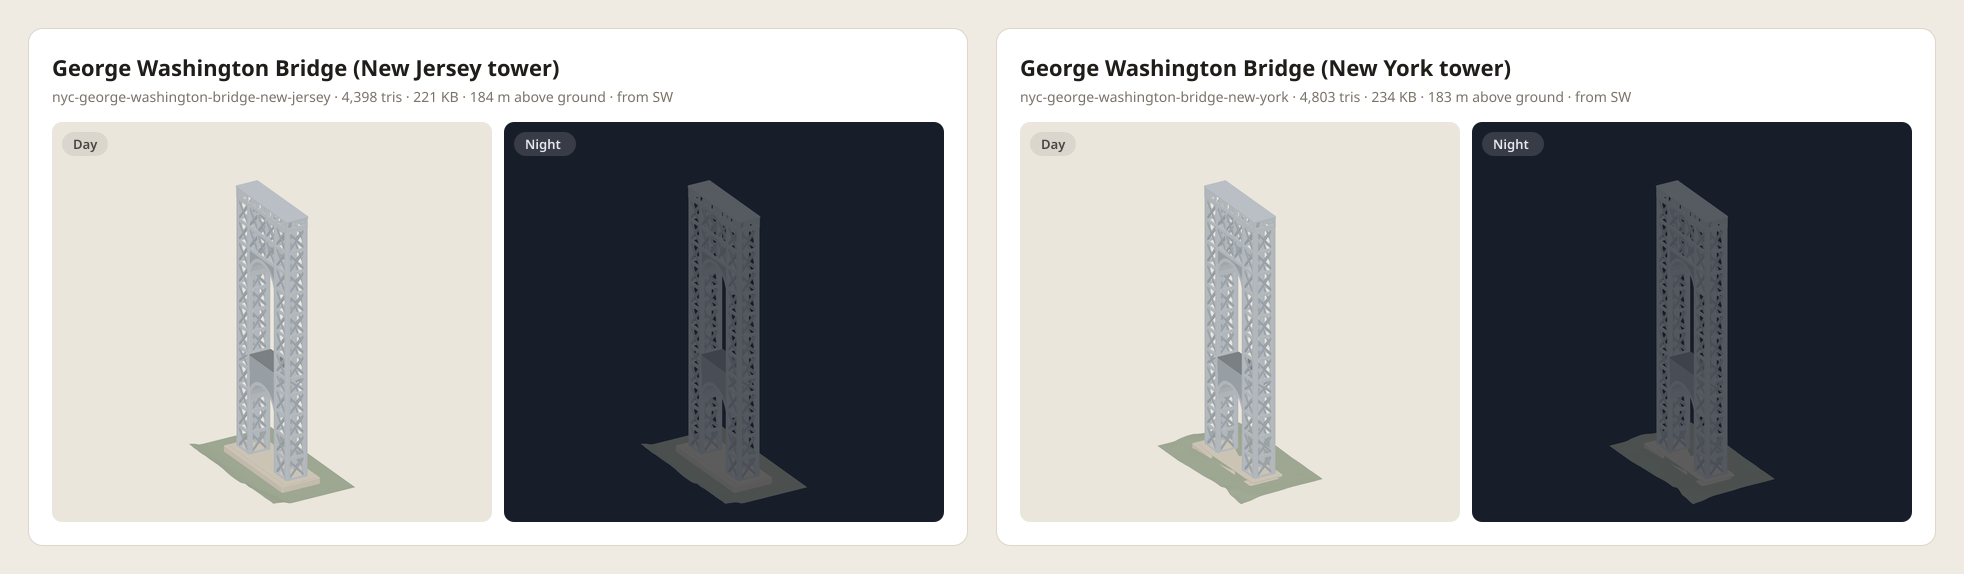 George Washington Bridge (New Jersey tower)
nyc-george-washington-bridge-new-jersey · 4,398 tris · 221 KB · 184 m above ground · from SW
Day
Night
George Washington Bridge (New York tower)
nyc-george-washington-bridge-new-york · 4,803 tris · 234 KB · 183 m above ground · from SW
Day
Night